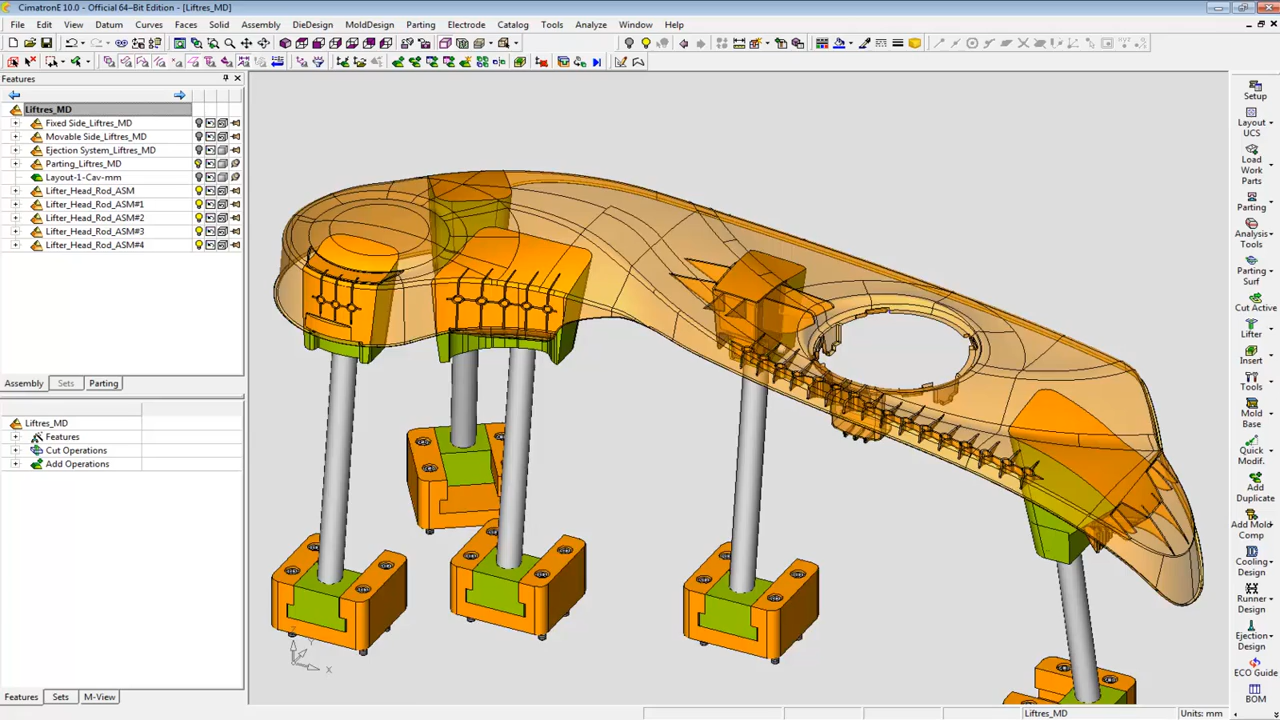 CimatronE 10.0 - Official 64-Bit Edition - [Liftres_MD]
File Edit Views Datum Curves Faces Solid Assembly DieDesign MoldDesign Parting Electrode Catalog Tools Analyze Window Help
Features
Liftres_MD
Fixed Side_Liftres_MD
Movable Side_Liftres_MD
Ejection System_Liftres_MD
Parting_Liftres_MD
Layout-1-Cav-mm
Lifter_Head_Rod_ASM
Lifter_Head_Rod_ASM#1
Lifter_Head_Rod_ASM#2
Lifter_Head_Rod_ASM#3
Lifter_Head_Rod_ASM#4
Assembly Sets Parting
Liftres_MD
Features
Cut Operations
Add Operations
Features Sets M-View
Z
Y
X
Setup
Layout
UCS
Load
Work
Parts
Parting
Analysis
Tools
Parting
Surf
Cut Active
Lifter
Insert
Tools
Mold
Base
Quick
Modif.
Add
Duplicate
Add Mold
Comp
Cooling
Design
Runner
Design
Ejection
Design
ECO Guide
BOM
Liftres_MD
Units: mm